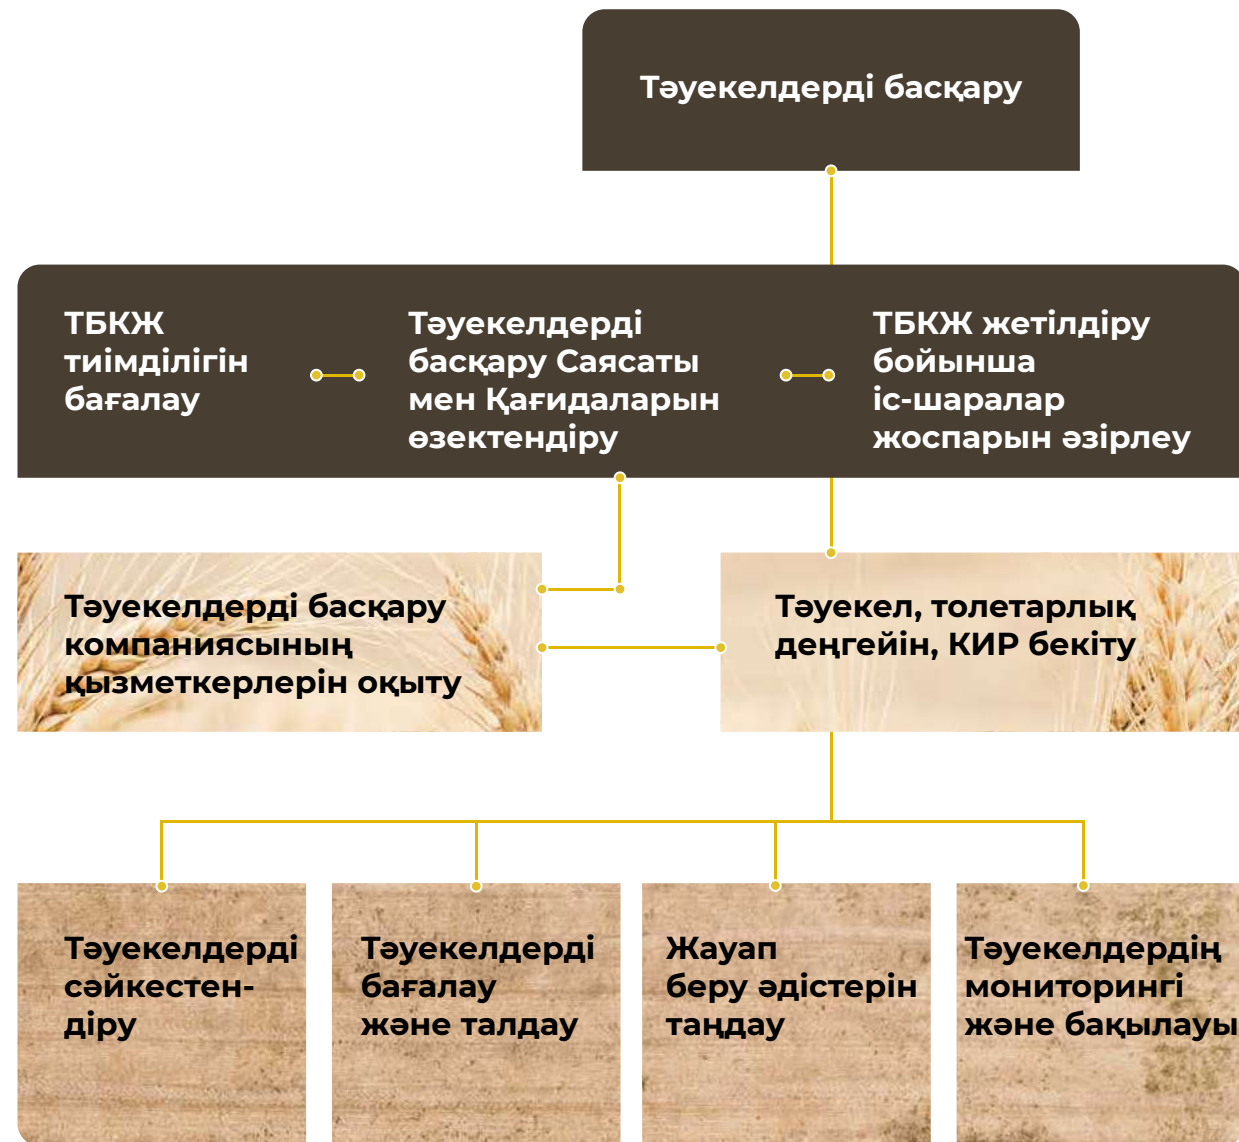 Тәуекелдерді басқару
ТБКЖ
тиімділігін
бағалау
Тәуекелдерді
басқару Саясаты
мен Қағидаларын
өзектендіру
ТБКЖ жетілдіру
бойынша
іс-шаралар
жоспарын әзірлеу
Тәуекелдерді басқару
компаниясының
қызметкерлерін оқыту
Тәуекел, толетарлық
деңгейін, КИР бекіту
Тәуекелдерді
сәйкестен-
діру
Тәуекелдерді
бағалау
және талдау
Жауап
беру әдістерін
таңдау
Тәуекелдердің
мониторингі
және бақылауы